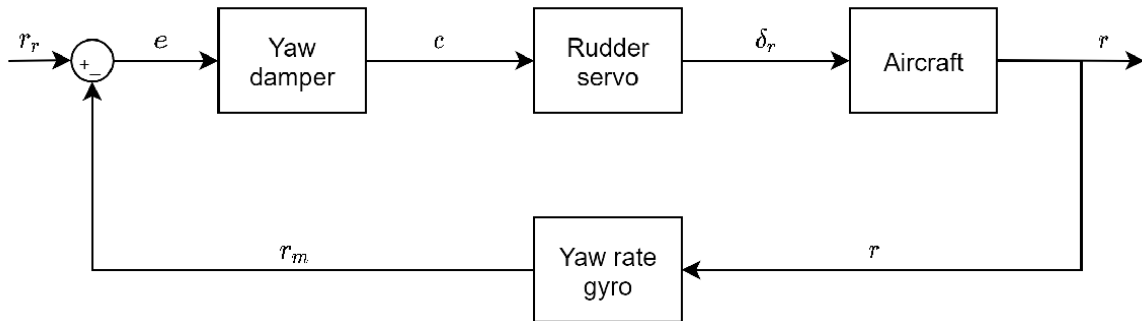 r_r
e
Yaw
damper
c
Rudder
servo
δ_r
Aircraft
r
+
−
r_m
Yaw rate
gyro
r